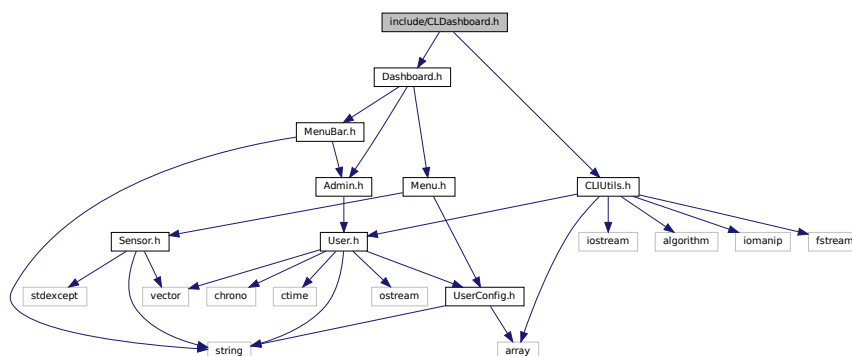 include/CLDashboard.h
Dashboard.h
MenuBar.h
Admin.h
Menu.h
CLIUtils.h
Sensor.h
User.h
iostream
algorithm
iomanip
fstream
stdexcept
vector
chrono
ctime
ostream
UserConfig.h
string
array